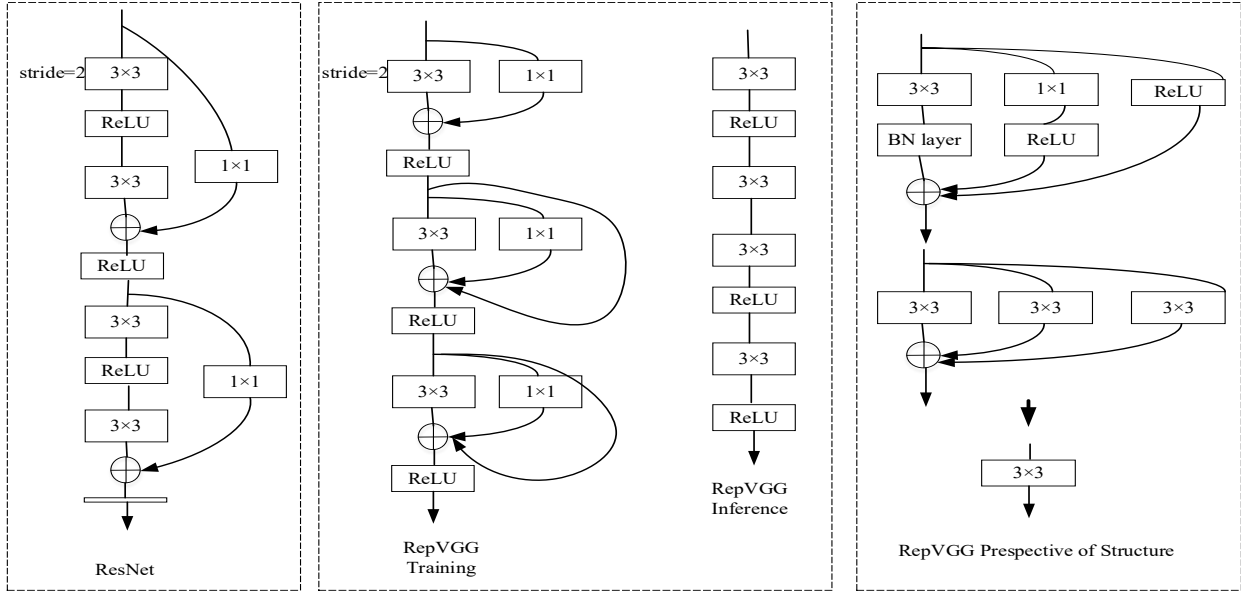 stride=2
3×3
ReLU
3×3
1×1
ReLU
3×3
ReLU
1×1
3×3
ResNet
stride=2
3×3
1×1
ReLU
3×3
1×1
ReLU
3×3
1×1
ReLU
RepVGG
Training
3×3
ReLU
3×3
3×3
ReLU
3×3
ReLU
RepVGG
Inference
3×3
1×1
ReLU
BN layer
ReLU
3×3
3×3
3×3
3×3
RepVGG Prespective of Structure